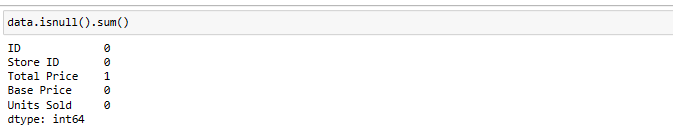 data.isnull().sum()
ID 0
Store ID 0
Total Price 1
Base Price 0
Units Sold 0
dtype: int64